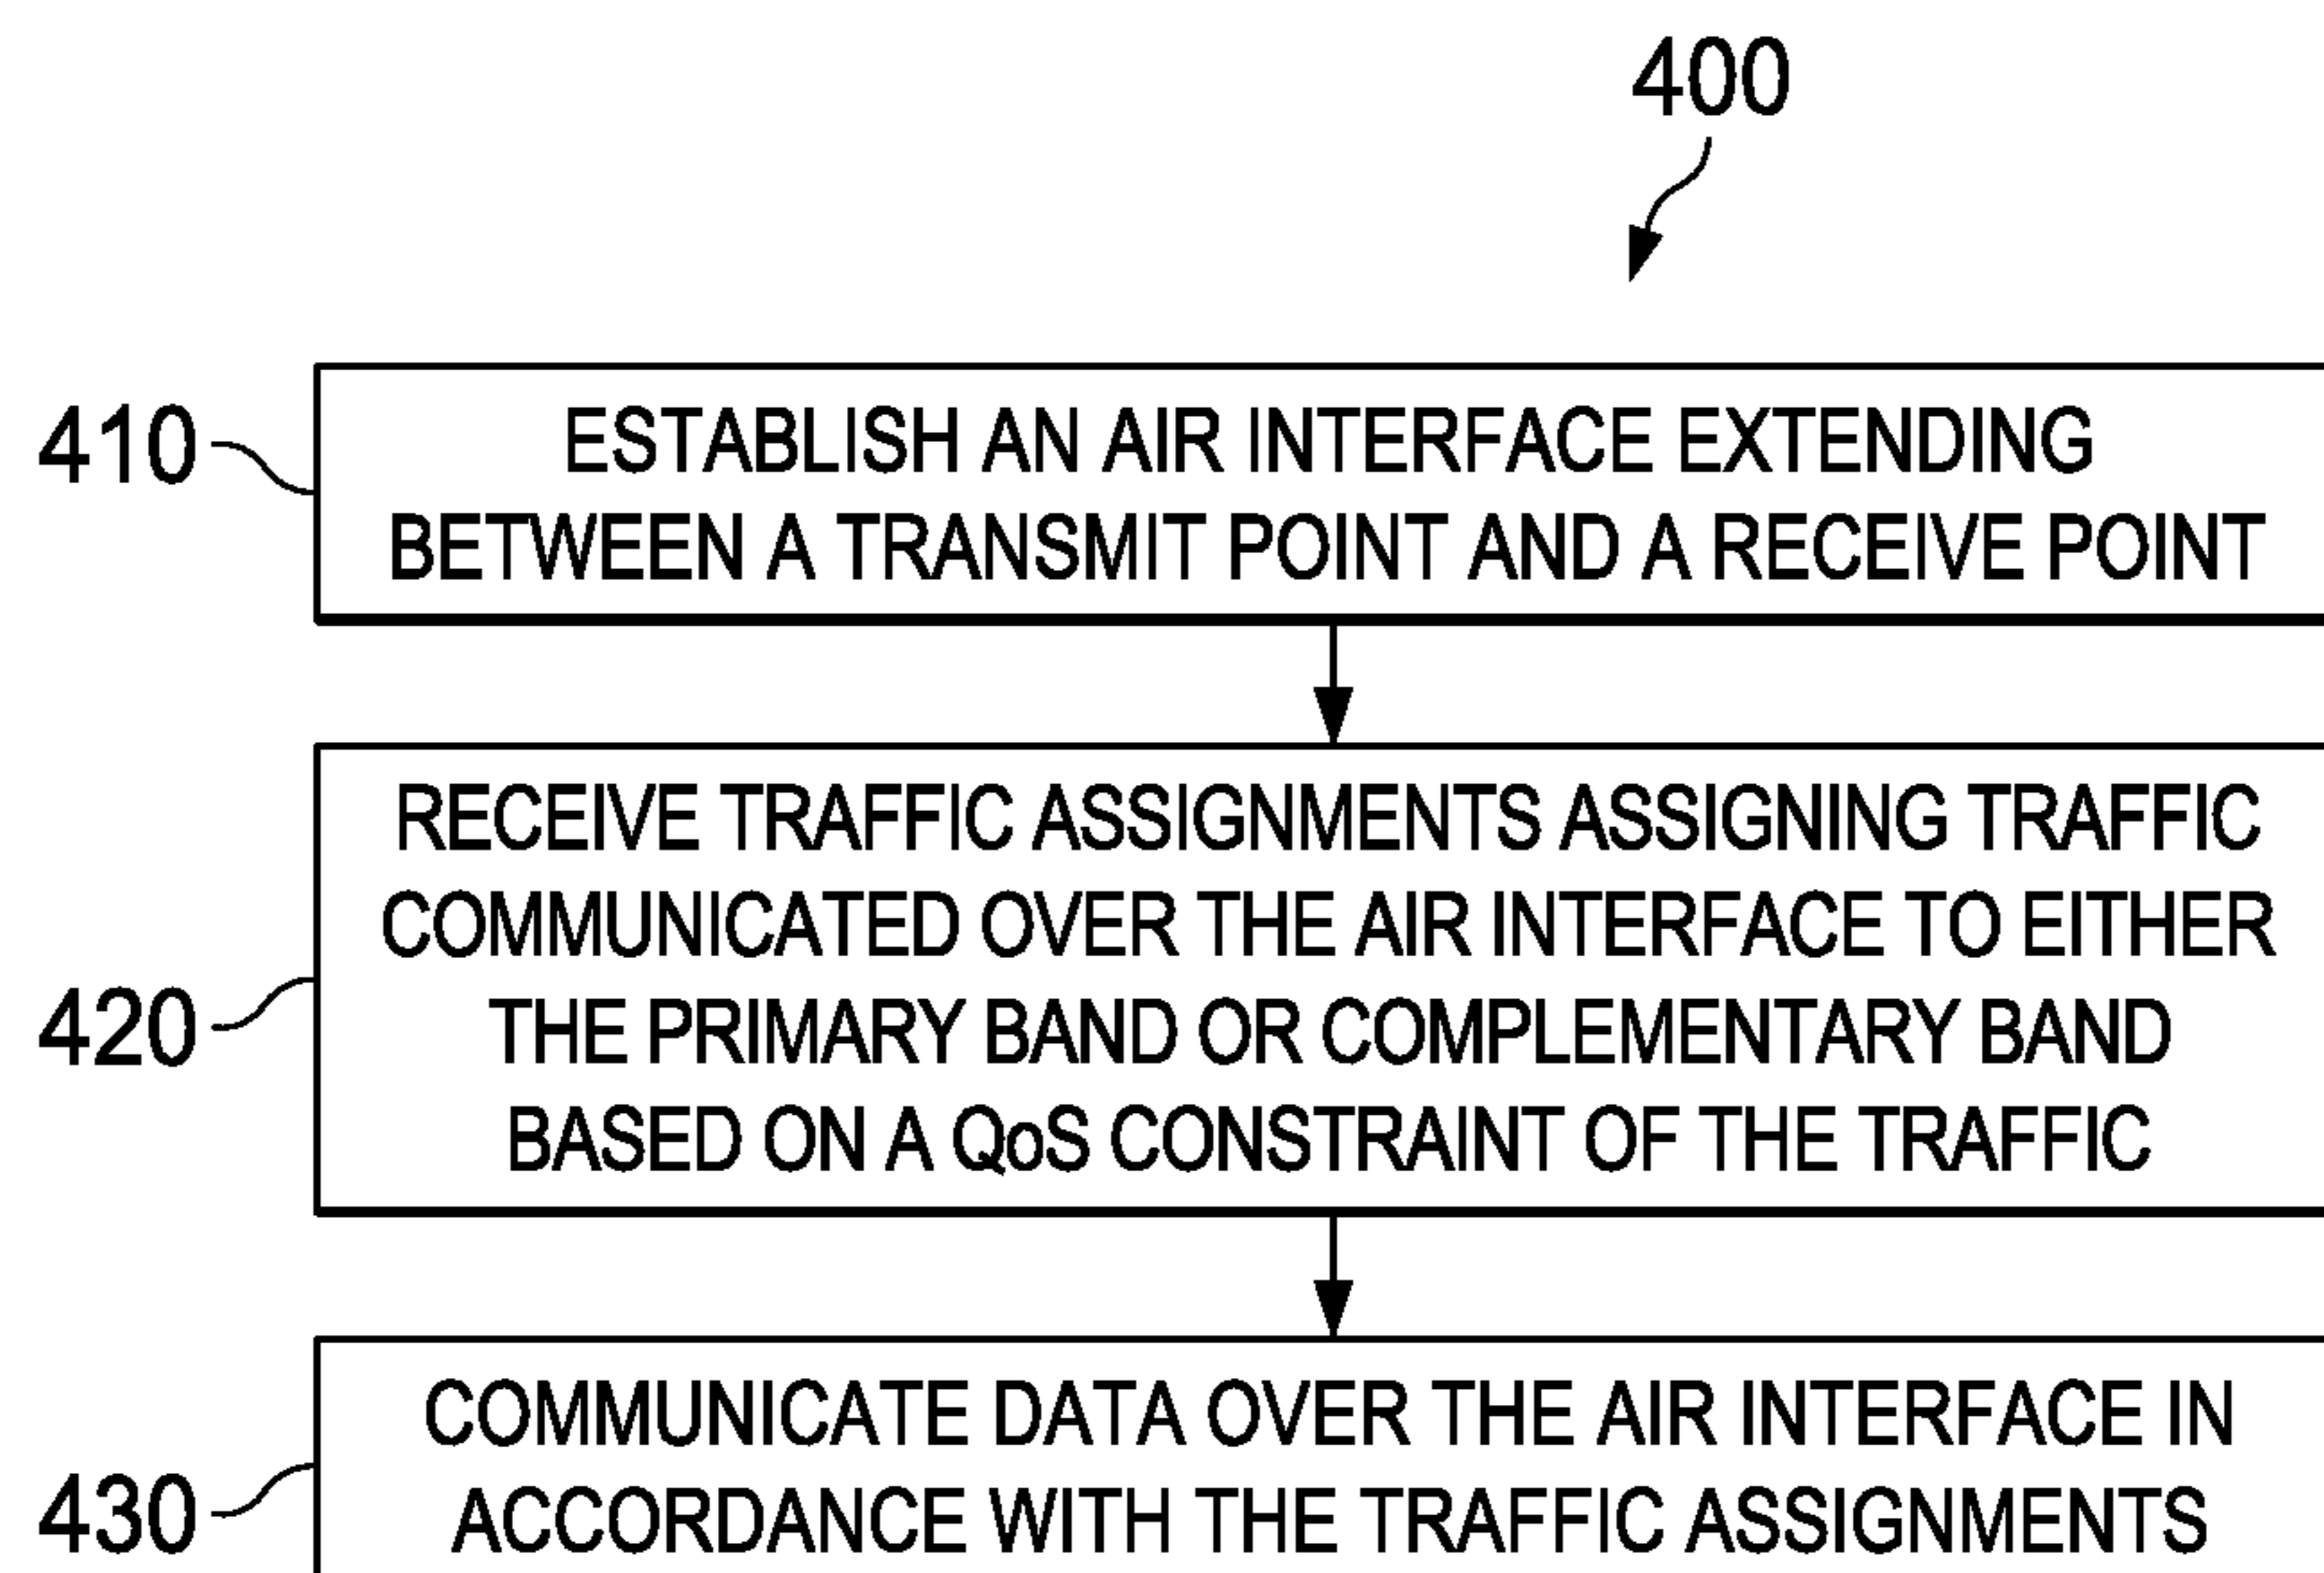 400
410
ESTABLISH AN AIR INTERFACE EXTENDING
BETWEEN A TRANSMIT POINT AND A RECEIVE POINT
420
RECEIVE TRAFFIC ASSIGNMENTS ASSIGNING TRAFFIC
COMMUNICATED OVER THE AIR INTERFACE TO EITHER
THE PRIMARY BAND OR COMPLEMENTARY BAND
BASED ON A QoS CONSTRAINT OF THE TRAFFIC
430
COMMUNICATE DATA OVER THE AIR INTERFACE IN
ACCORDANCE WITH THE TRAFFIC ASSIGNMENTS